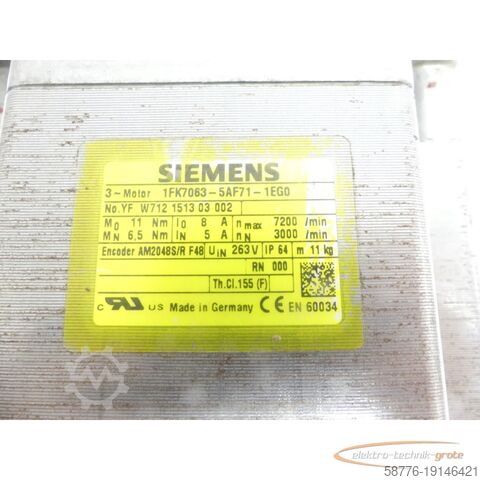 SIEMENS
3~Motor 1FK7063-5AF71-1EG0
No.YF W712 1513 03 002
M0 11 Nm I0 8 A nmax 7200 /min
MN 6,5 Nm IN 5 A nN 3000 /min
Encoder AM2048S/R F48 UIN 263 V IP 64 m 11 kg
RN 000
Th.Cl.155 (F)
c RU US Made in Germany CE EN 60034
elektro-technik-grote
58776-19146421